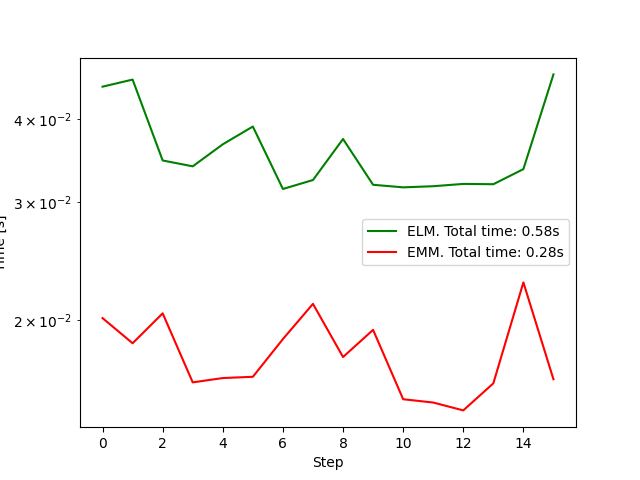 4 × 10⁻²
3 × 10⁻²
2 × 10⁻²
ELM. Total time: 0.58s
EMM. Total time: 0.28s
0 2 4 6 8 10 12 14
Step